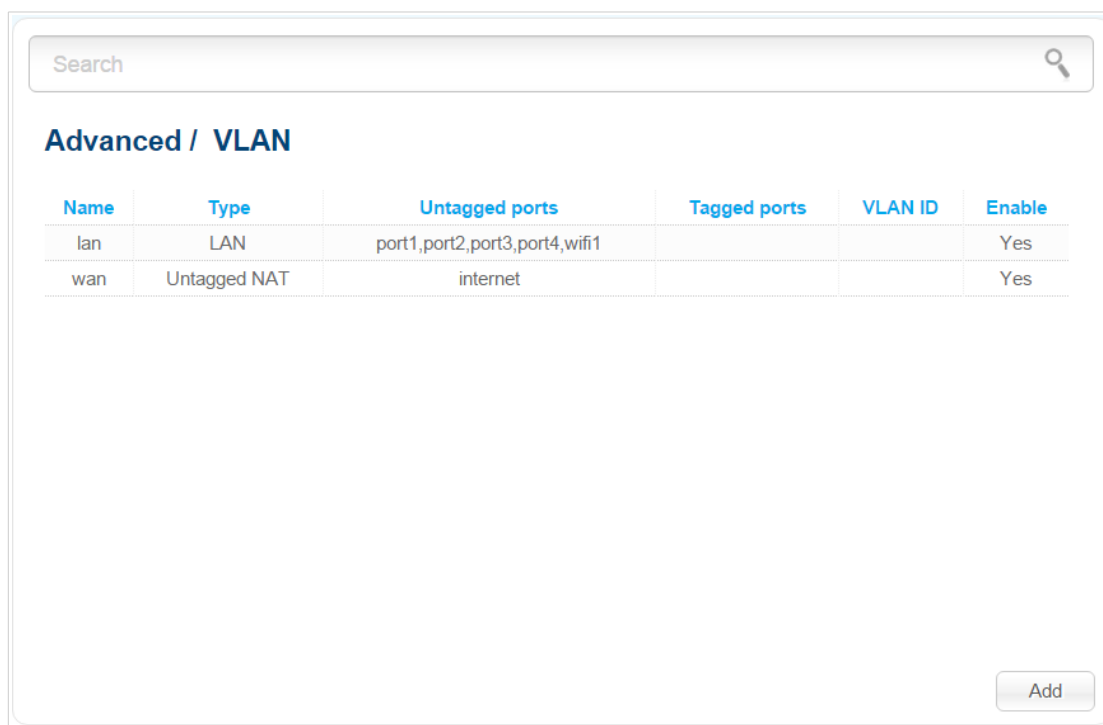 Search
Advanced / VLAN
Name Type Untagged ports Tagged ports VLAN ID Enable
lan LAN port1,port2,port3,port4,wifi1 Yes
wan Untagged NAT internet Yes
Add